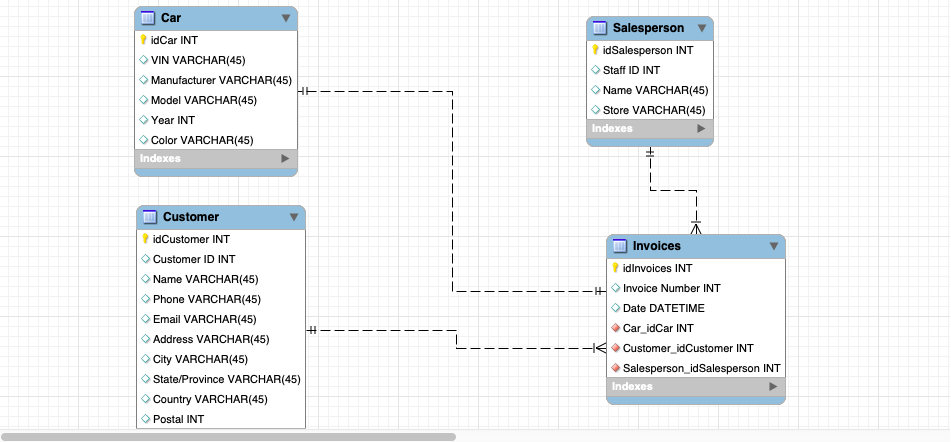 Car
idCar INT
VIN VARCHAR(45)
Manufacturer VARCHAR(45)
Model VARCHAR(45)
Year INT
Color VARCHAR(45)
Indexes
Salesperson
idSalesperson INT
Staff ID INT
Name VARCHAR(45)
Store VARCHAR(45)
Indexes
Customer
idCustomer INT
Customer ID INT
Name VARCHAR(45)
Phone VARCHAR(45)
Email VARCHAR(45)
Address VARCHAR(45)
City VARCHAR(45)
State/Province VARCHAR(45)
Country VARCHAR(45)
Postal INT
Invoices
idInvoices INT
Invoice Number INT
Date DATETIME
Car_idCar INT
Customer_idCustomer INT
Salesperson_idSalesperson INT
Indexes